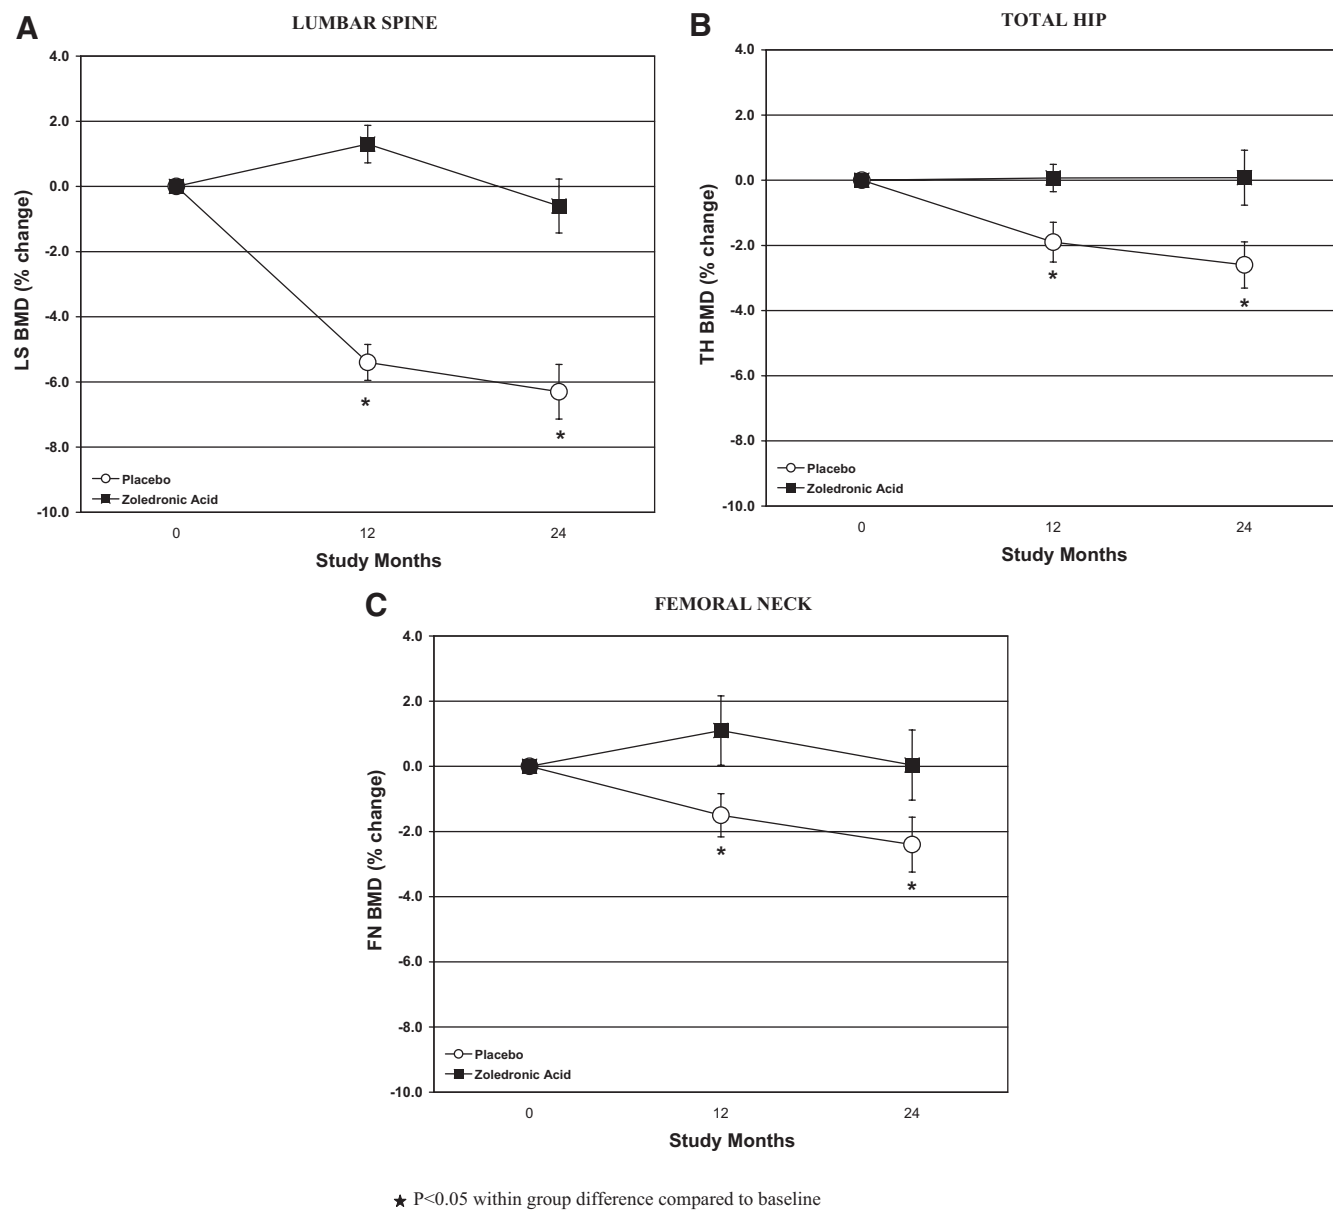 A
LUMBAR SPINE
4.0
2.0
0.0
-2.0
-4.0
-6.0
-8.0
-10.0
LS BMD (% change)
*
*
Placebo
Zoledronic Acid
0 12 24
Study Months
B
TOTAL HIP
4.0
2.0
0.0
-2.0
-4.0
-6.0
-8.0
-10.0
TH BMD (% change)
*
*
Placebo
Zoledronic Acid
0 12 24
Study Months
C
FEMORAL NECK
4.0
2.0
0.0
-2.0
-4.0
-6.0
-8.0
-10.0
FN BMD (% change)
*
*
Placebo
Zoledronic Acid
0 12 24
Study Months
★ P<0.05 within group difference compared to baseline